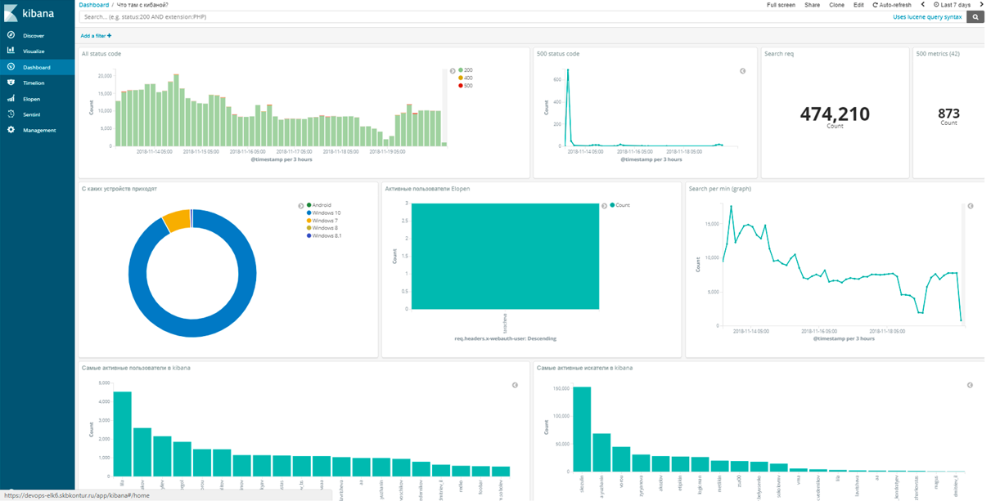 kibana
Discover
Visualize
Dashboard
Timelion
Elopen
Sentinl
Management
Dashboard / Что там с кибаной?
Full screen Share Clone Edit Auto-refresh Last 7 days
Search... (e.g. status:200 AND extension:PHP)
Uses lucene query syntax
Add a filter +
All status code
20,000
15,000
10,000
5,000
0
Count
2018-11-14 05:00 2018-11-15 05:00 2018-11-16 05:00 2018-11-17 05:00 2018-11-18 05:00 2018-11-19 05:00
@timestamp per 3 hours
200
400
500
500 status code
600
400
200
0
Count
2018-11-14 05:00 2018-11-16 05:00 2018-11-18 05:00
@timestamp per 3 hours
Search req
474,210
Count
500 metrics (42)
873
Count
С каких устройств приходят
Android
Windows 10
Windows 7
Windows 8
Windows 8.1
Активные пользователи Elopen
3
2.5
2
1.5
1
0.5
0
Count
req.headers.x-webauth-user: Descending
Count
Search per min (graph)
15,000
10,000
5,000
0
Count
2018-11-14 05:00 2018-11-16 05:00 2018-11-18 05:00
@timestamp per 3 hours
Самые активные пользователи в kibana
5,000
4,000
3,000
2,000
1,000
0
Count
Самые активные искатели в kibana
150,000
100,000
50,000
0
Count
https://devops-elk6.skbkontur.ru/app/kibana#/home